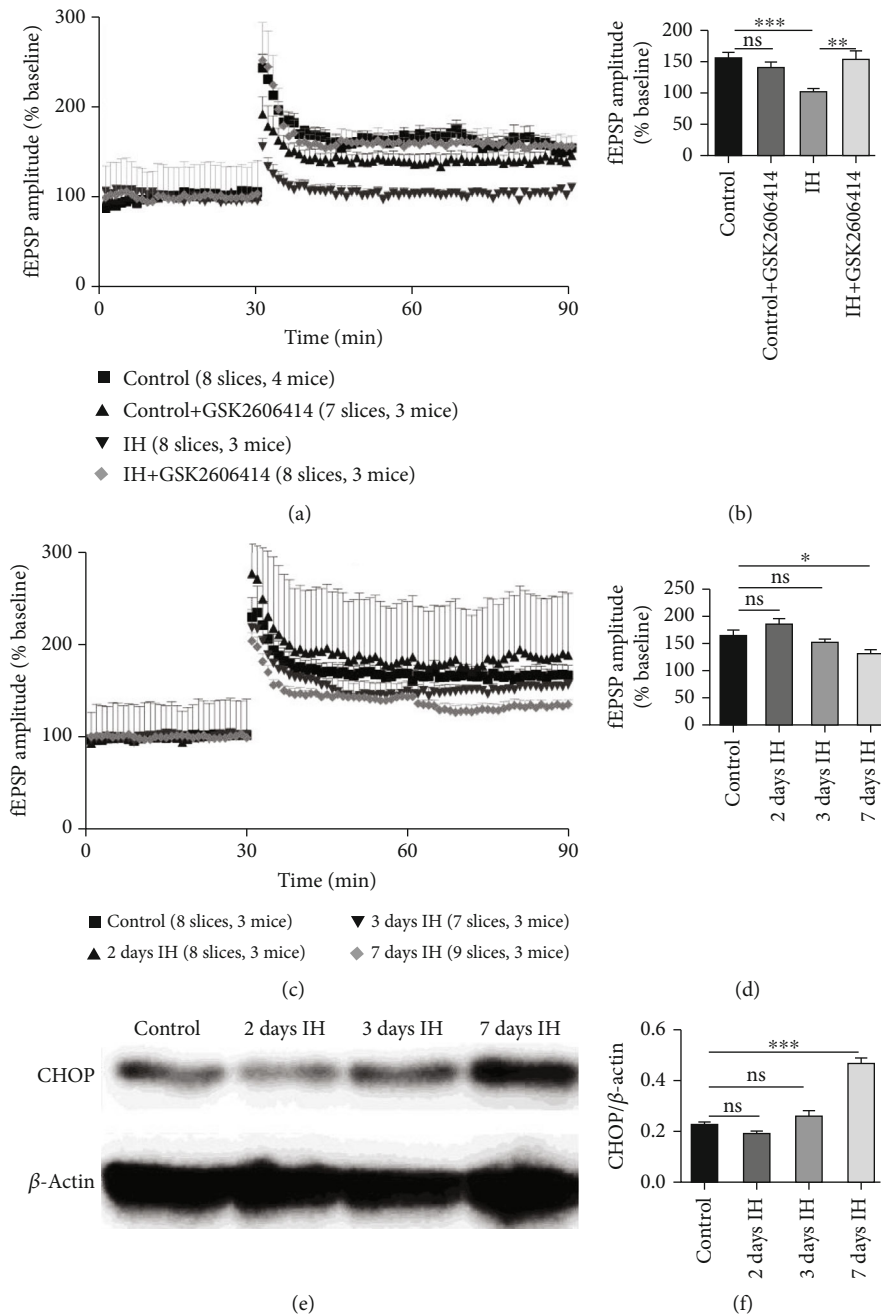 fEPSP amplitude (% baseline)
300
200
100
0
0
30
60
90
Time (min)
Control (8 slices, 4 mice)
Control+GSK2606414 (7 slices, 3 mice)
IH (8 slices, 3 mice)
IH+GSK2606414 (8 slices, 3 mice)
(a)
fEPSP amplitude
(% baseline)
200
150
100
50
0
***
ns
**
Control
Control+GSK2606414
IH
IH+GSK2606414
(b)
fEPSP amplitude (% baseline)
300
200
100
0
0
30
60
90
Time (min)
Control (8 slices, 3 mice)
3 days IH (7 slices, 3 mice)
2 days IH (8 slices, 3 mice)
7 days IH (9 slices, 3 mice)
(c)
fEPSP amplitude
(% baseline)
250
200
150
100
50
0
*
ns
ns
Control
2 days IH
3 days IH
7 days IH
(d)
Control 2 days IH 3 days IH 7 days IH
CHOP
β-Actin
(e)
CHOP/β-actin
0.6
0.4
0.2
0.0
***
ns
ns
Control
2 days IH
3 days IH
7 days IH
(f)